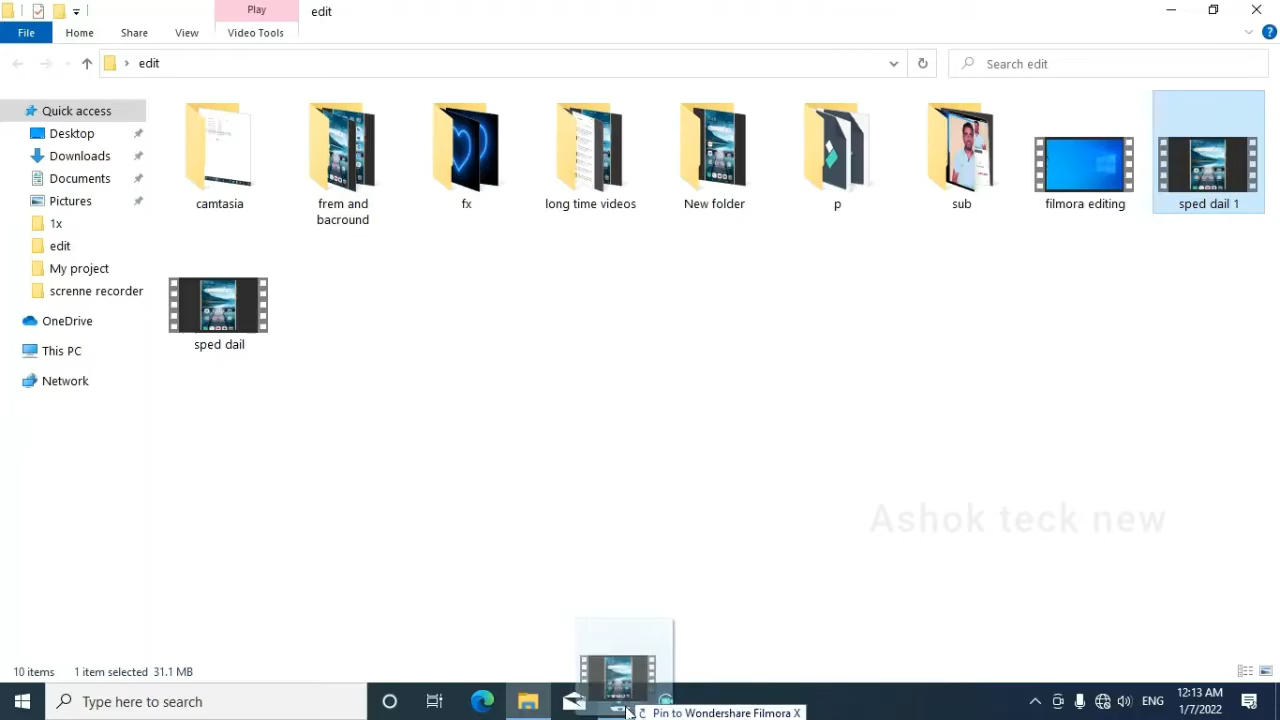 Play
edit
File
Home
Share
View
Video Tools
edit
Search edit
Quick access
Desktop
Downloads
Documents
Pictures
1x
edit
My project
screnne recorder
OneDrive
This PC
Network
camtasia
frem and
bacround
fx
long time videos
New folder
p
sub
filmora editing
sped dail 1
sped dail
Ashok teck new
10 items
1 item selected 31.1 MB
Type here to search
Pin to Wondershare Filmora X
ENG
12:13 AM
1/7/2022